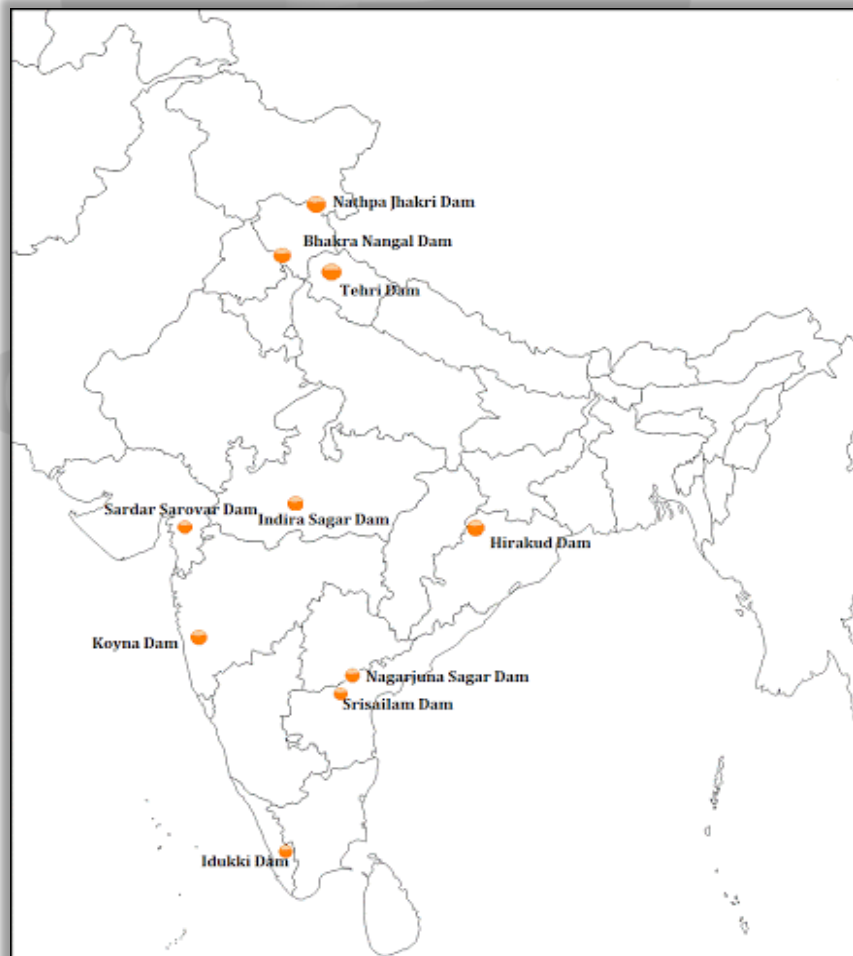 Nathpa Jhakri Dam
Bhakra Nangal Dam
Tehri Dam
Sardar Sarovar Dam
Indira Sagar Dam
Hirakud Dam
Koyna Dam
Nagarjuna Sagar Dam
Srisailam Dam
Idukki Dam